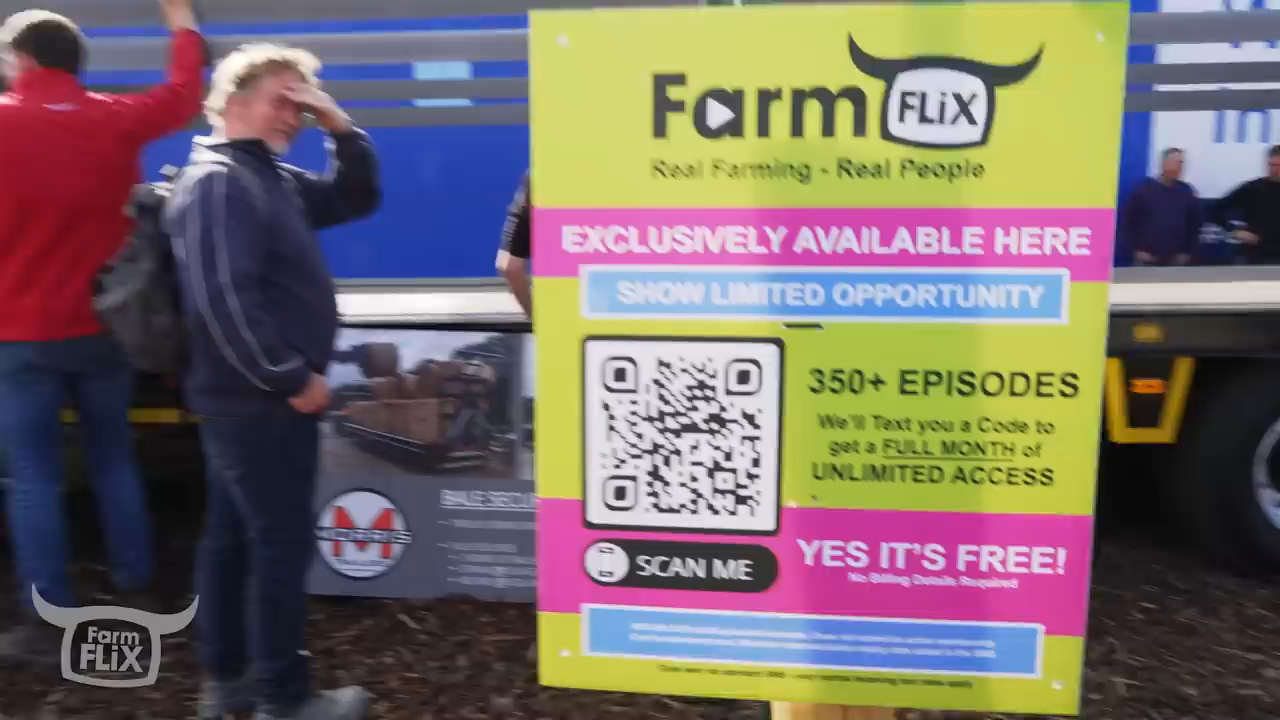 Farm FLiX
Real Farming - Real People
EXCLUSIVELY AVAILABLE HERE
SHOW LIMITED OPPORTUNITY
350+ EPISODES
We'll Text you a Code to
get a FULL MONTH of
UNLIMITED ACCESS
SCAN ME
YES IT'S FREE!
No Billing Details Required
MORRIS
Farm
FLiX